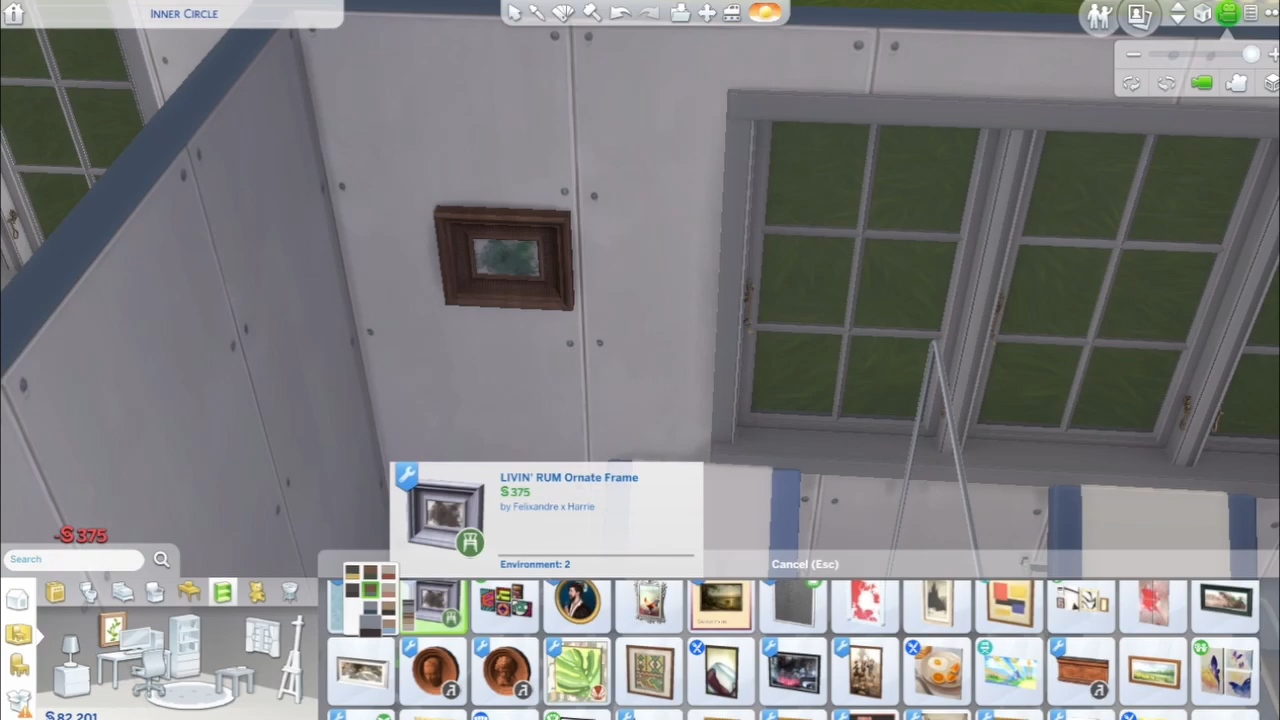 INNER CIRCLE
LIVIN' RUM Ornate Frame
§375
by Felixandre x Harrie
Environment: 2
-§375
Search
Cancel (Esc)
§82,201